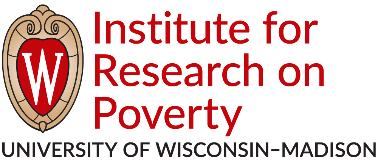 W
Institute for
Research on
Poverty
UNIVERSITY OF WISCONSIN–MADISON